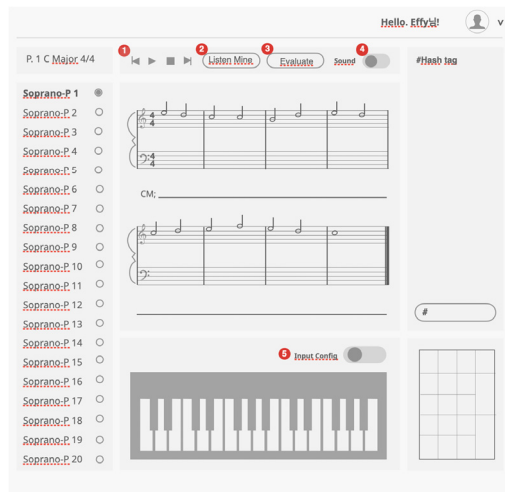 Hello. Effy님!
v
P. 1 C Major 4/4
1
2
Listen Mine
3
Evaluate
4
Sound
#Hash tag
Soprano-P 1
Soprano-P 2
Soprano-P 3
Soprano-P 4
Soprano-P 5
Soprano-P 6
Soprano-P 7
Soprano-P 8
Soprano-P 9
Soprano-P 10
Soprano-P 11
Soprano-P 12
Soprano-P 13
Soprano-P 14
Soprano-P 15
Soprano-P 16
Soprano-P 17
Soprano-P 18
Soprano-P 19
Soprano-P 20
4
4
4
4
CM:
#
5
Input Config